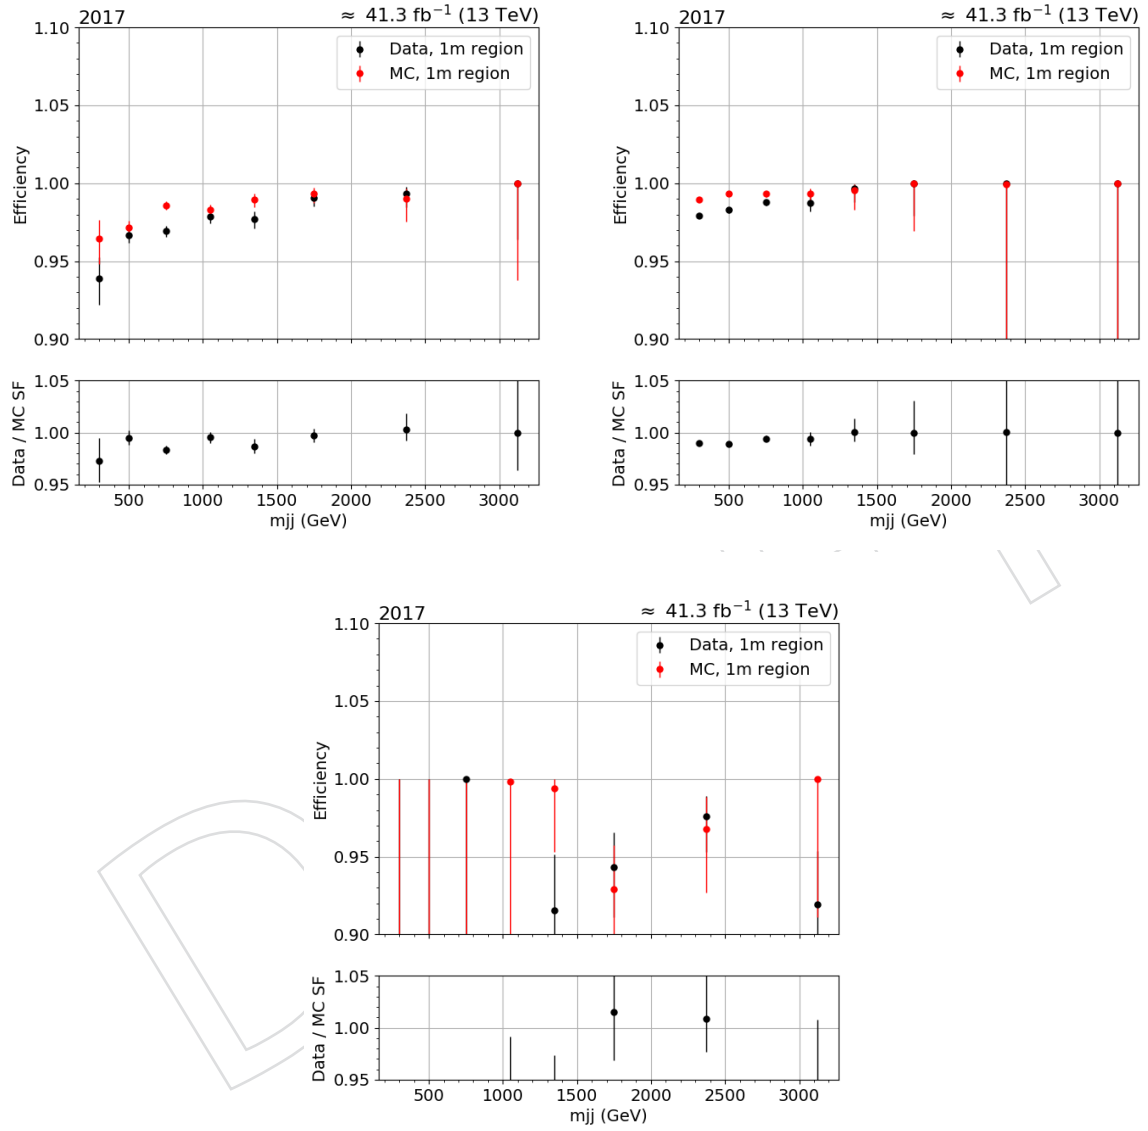 2017
≈ 41.3 fb⁻¹ (13 TeV)
1.10
1.05
1.00
0.95
0.90
Efficiency
Data, 1m region
MC, 1m region
1.05
1.00
0.95
Data / MC SF
500 1000 1500 2000 2500 3000
mjj (GeV)
2017
≈ 41.3 fb⁻¹ (13 TeV)
1.10
1.05
1.00
0.95
0.90
Efficiency
Data, 1m region
MC, 1m region
1.05
1.00
0.95
Data / MC SF
500 1000 1500 2000 2500 3000
mjj (GeV)
2017
≈ 41.3 fb⁻¹ (13 TeV)
1.10
1.05
1.00
0.95
0.90
Efficiency
Data, 1m region
MC, 1m region
1.05
1.00
0.95
Data / MC SF
500 1000 1500 2000 2500 3000
mjj (GeV)